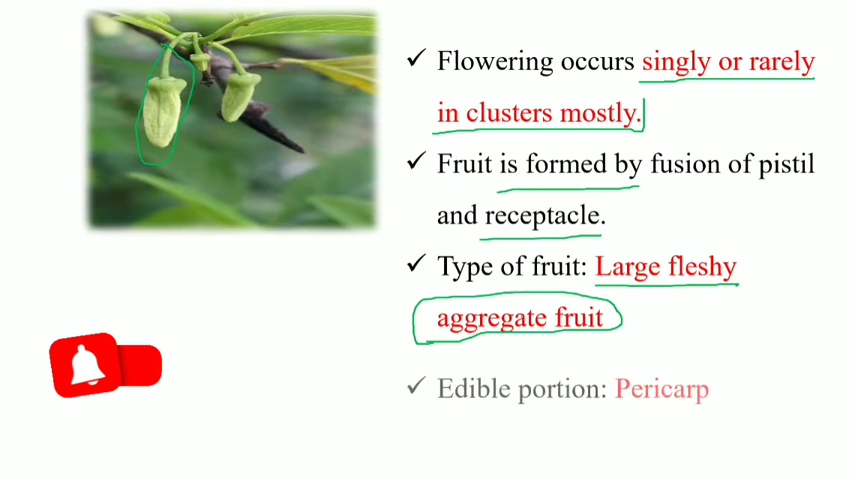 ✓ Flowering occurs singly or rarely
in clusters mostly.
✓ Fruit is formed by fusion of pistil
and receptacle.
✓ Type of fruit: Large fleshy
aggregate fruit
✓ Edible portion: Pericarp